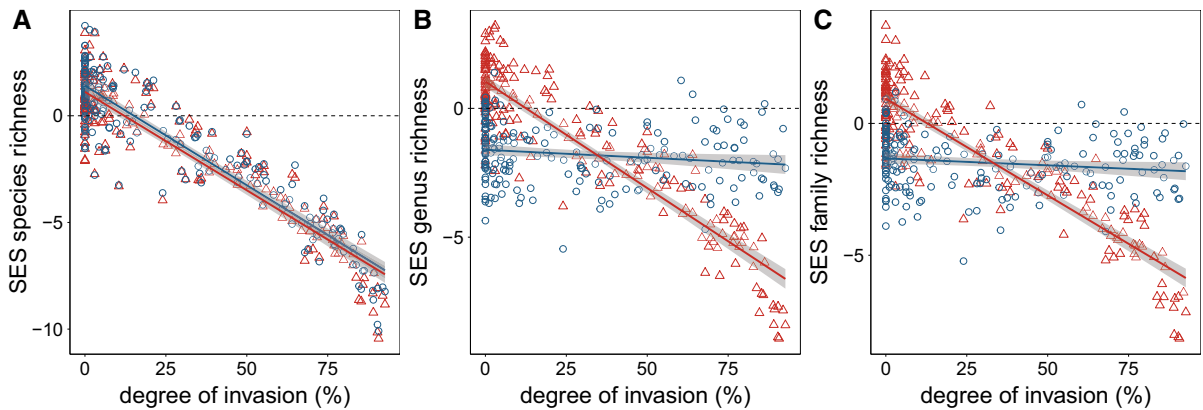 A
SES species richness
0
−5
−10
0
25
50
75
degree of invasion (%)
B
SES genus richness
0
−5
0
25
50
75
degree of invasion (%)
C
SES family richness
0
−5
0
25
50
75
degree of invasion (%)